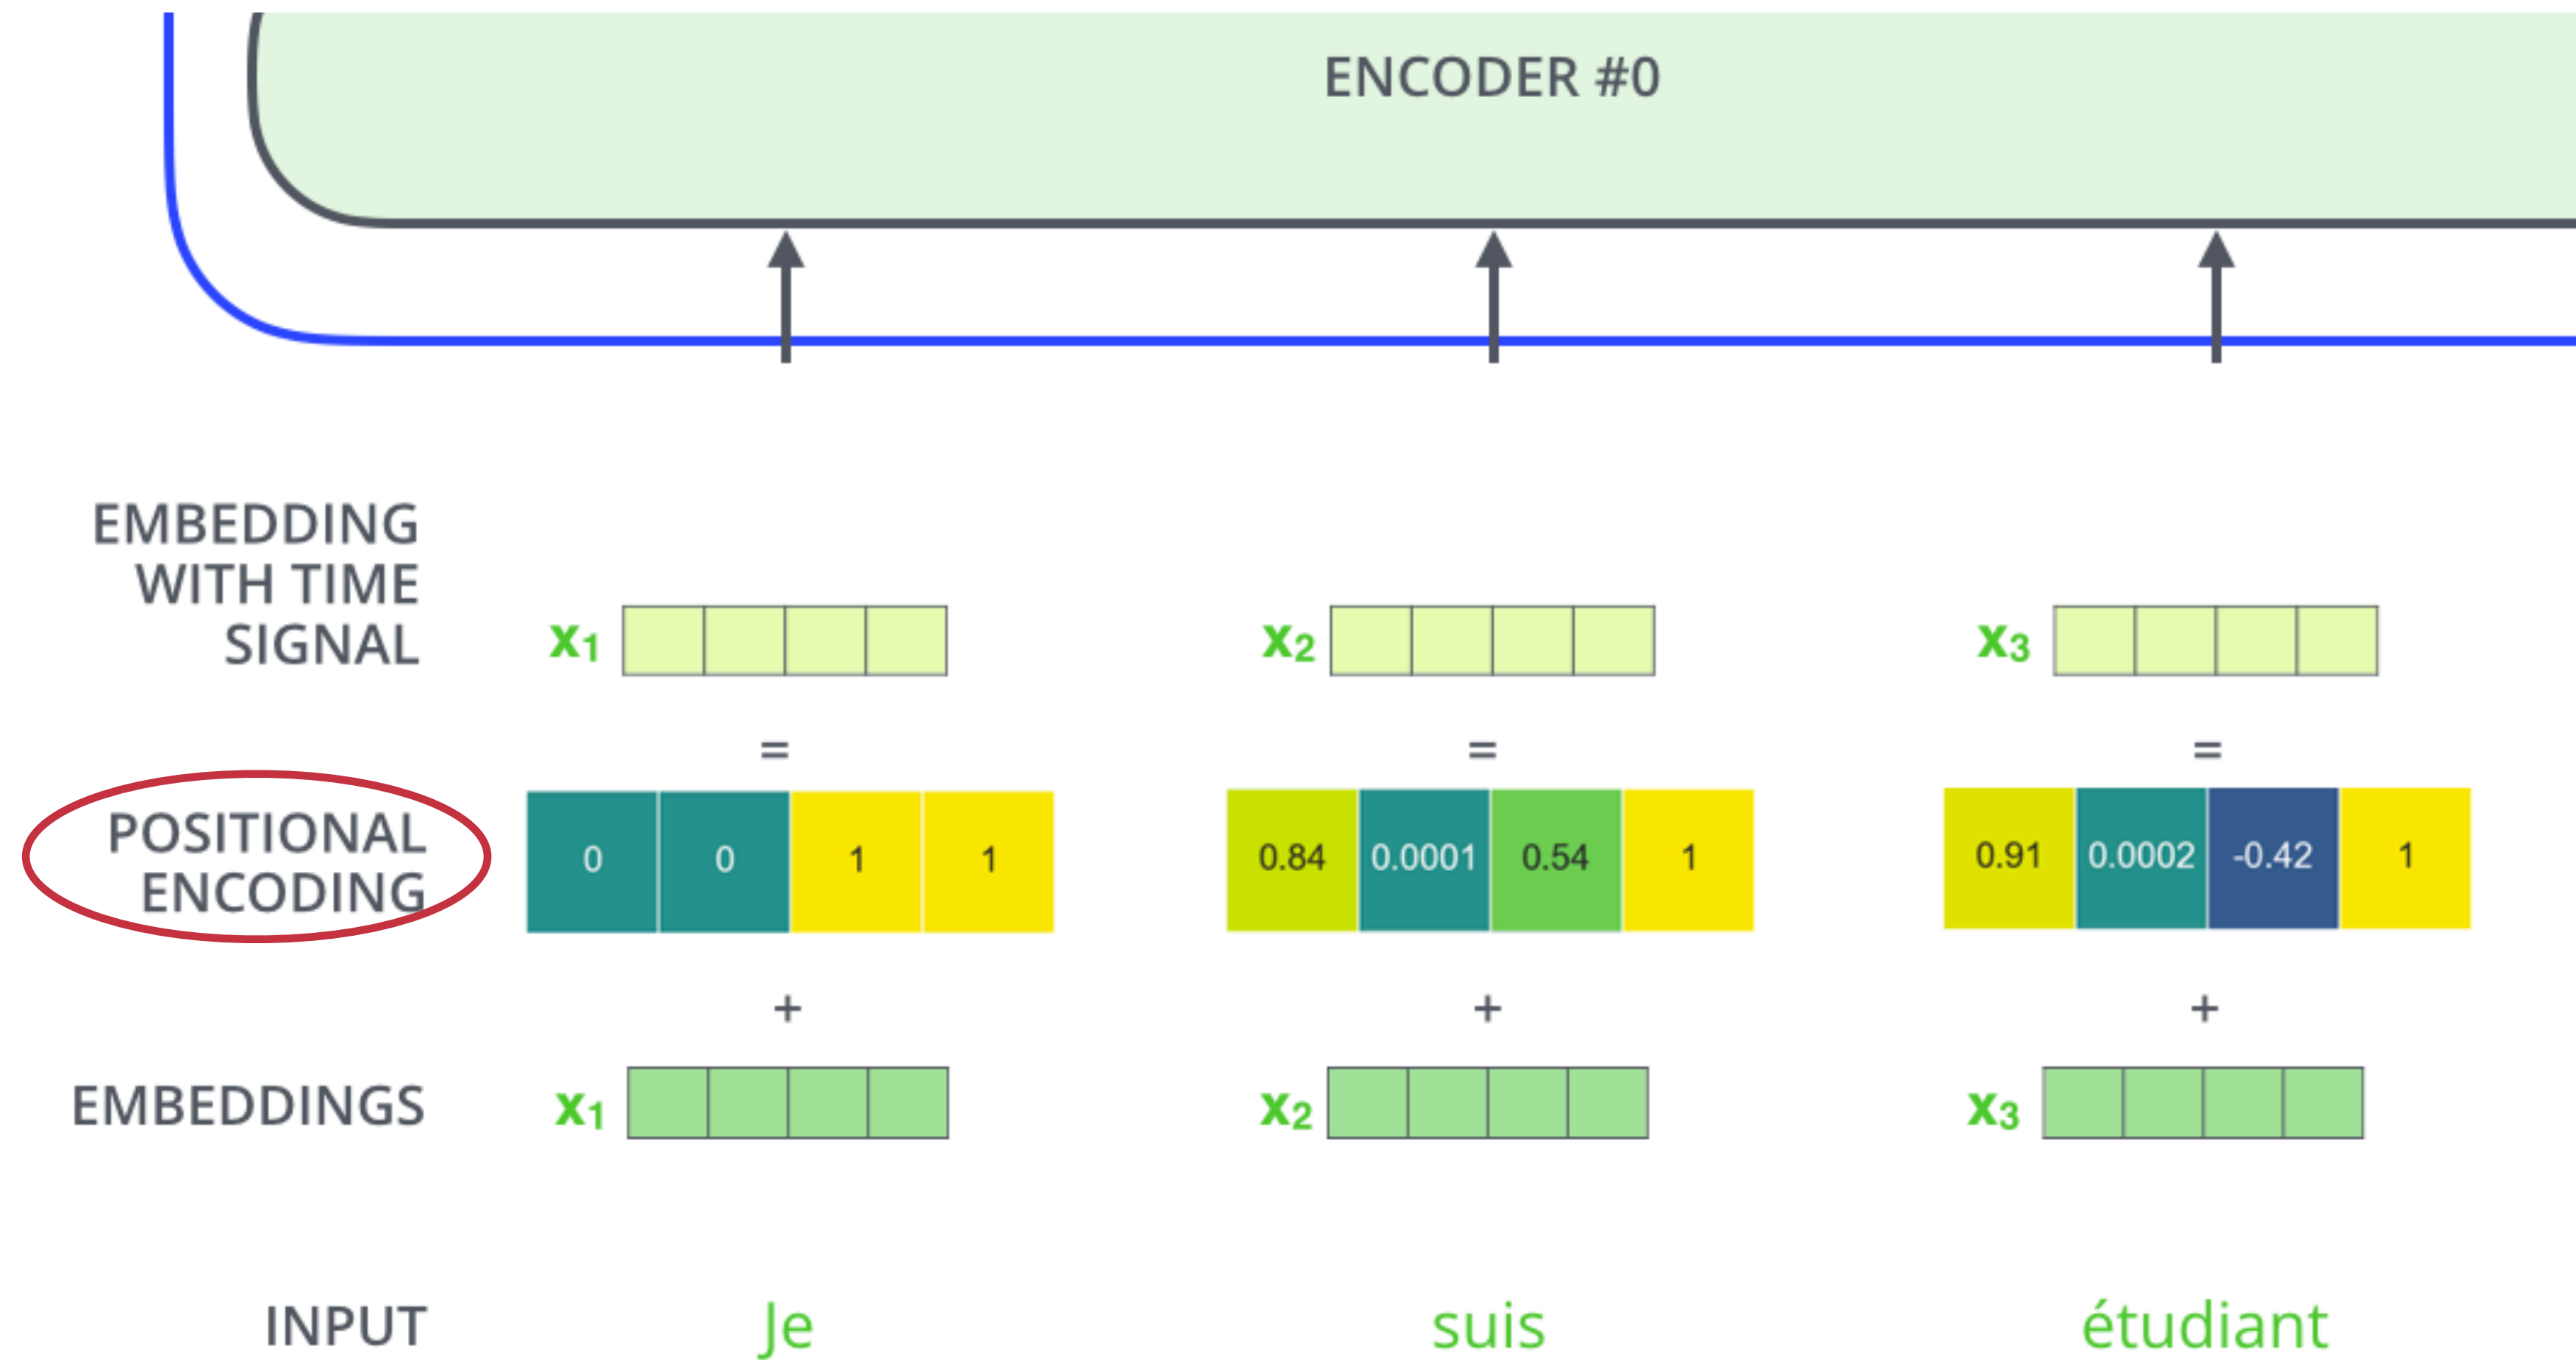 ENCODER #0
EMBEDDING
WITH TIME
SIGNAL
x1 x2 x3
= = =
POSITIONAL
ENCODING
0 0 1 1 0.84 0.0001 0.54 1 0.91 0.0002 -0.42 1
+ + +
EMBEDDINGS x1 x2 x3
INPUT Je suis étudiant